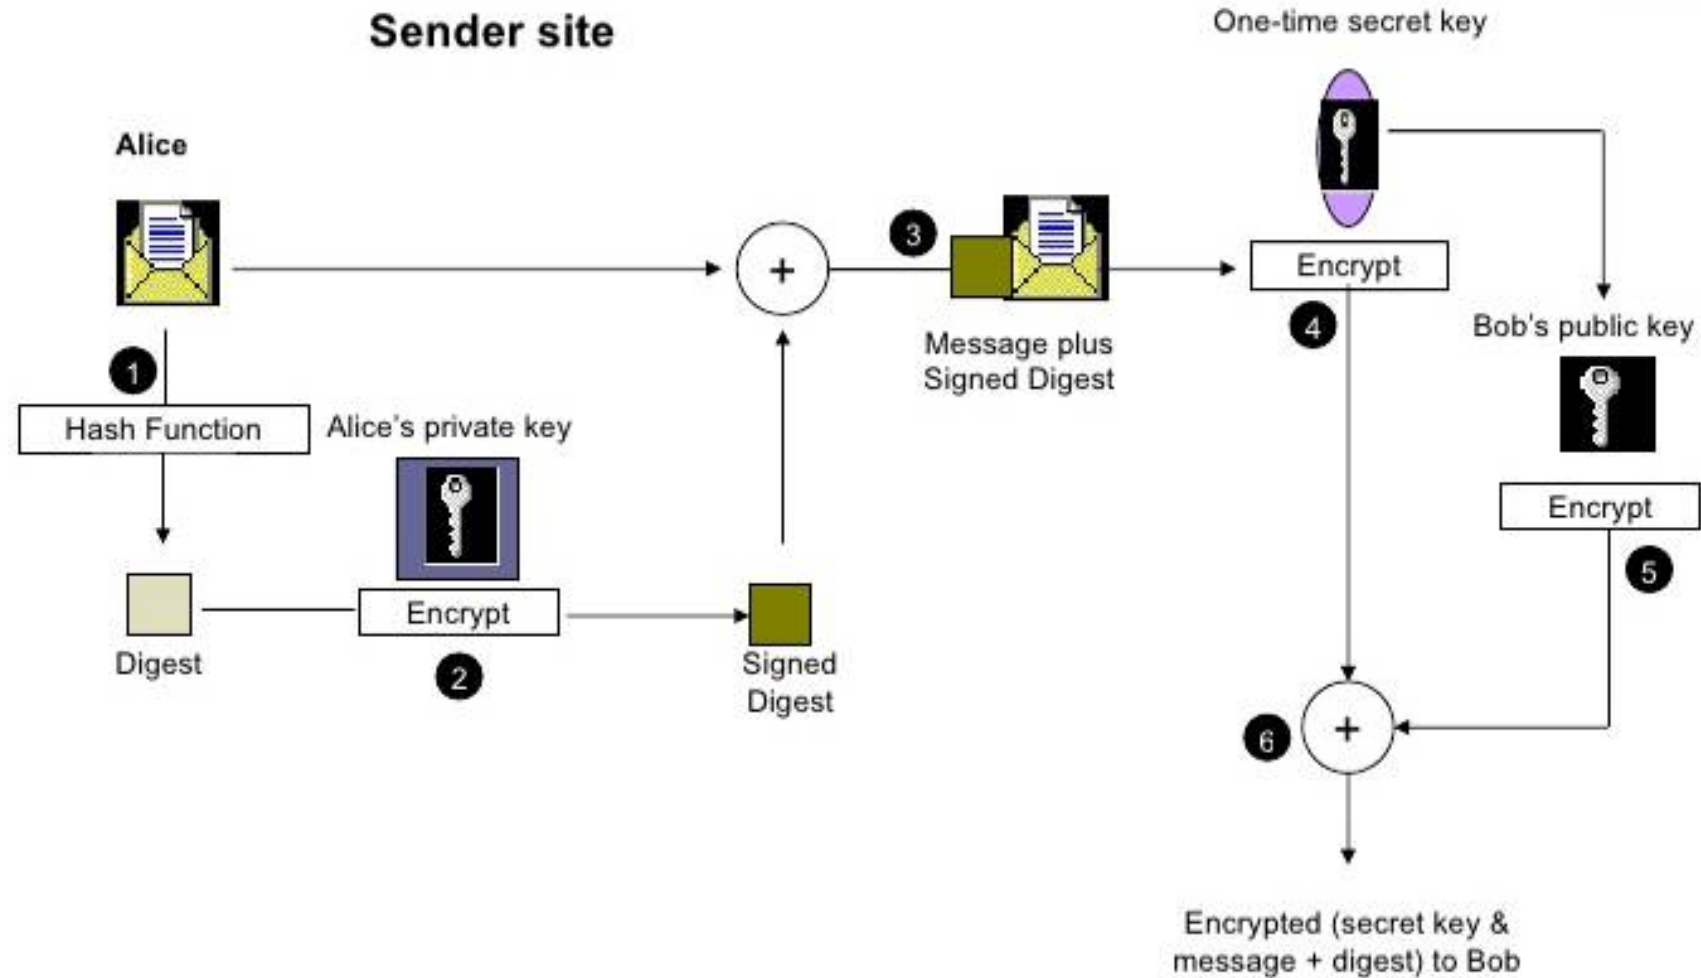 Sender site
One-time secret key
Alice
3
Encrypt
4
Message plus
Signed Digest
Bob's public key
1
Hash Function
Alice's private key
Encrypt
5
Encrypt
2
Digest
Signed
Digest
6
Encrypted (secret key &
message + digest) to Bob
+
+